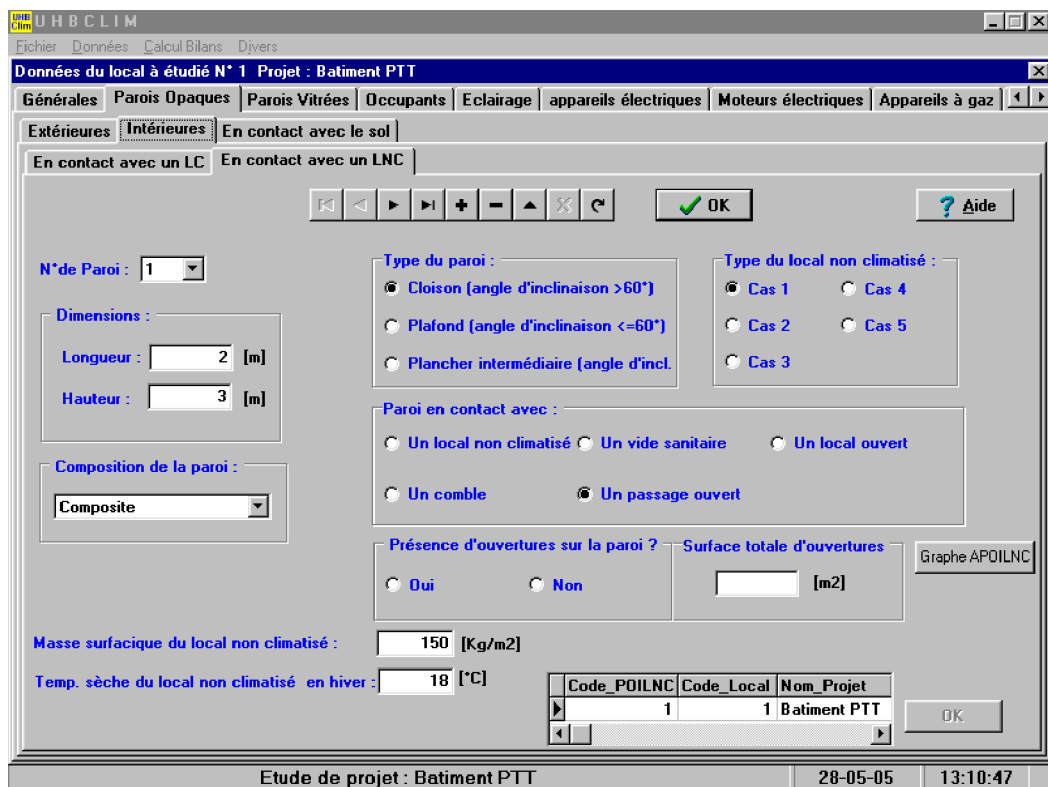 UHB
Clim
UHBCLIM
Fichier Données Calcul Bilans Divers
Données du local à étudié N° 1 Projet : Batiment PTT
Générales Parois Opaques Parois Vitrées Occupants Eclairage appareils électriques Moteurs électriques Appareils à gaz
Extérieures Intérieures En contact avec le sol
En contact avec un LC En contact avec un LNC
OK
? Aide
N°de Paroi : 1
Dimensions :
Longueur : 2 [m]
Hauteur : 3 [m]
Composition de la paroi :
Composite
Type du paroi :
Cloison (angle d'inclinaison >60°)
Plafond (angle d'inclinaison <=60°)
Plancher intermédiaire (angle d'incl.
Type du local non climatisé :
Cas 1 Cas 4
Cas 2 Cas 5
Cas 3
Paroi en contact avec :
Un local non climatisé Un vide sanitaire Un local ouvert
Un comble Un passage ouvert
Présence d'ouvertures sur la paroi ?
Oui Non
Surface totale d'ouvertures
[m2]
Graphe APOILNC
Masse surfacique du local non climatisé : 150 [Kg/m2]
Temp. sèche du local non climatisé en hiver : 18 [°C]
Code_POILNC Code_Local Nom_Projet
1 1 Batiment PTT
OK
Etude de projet : Batiment PTT 28-05-05 13:10:47